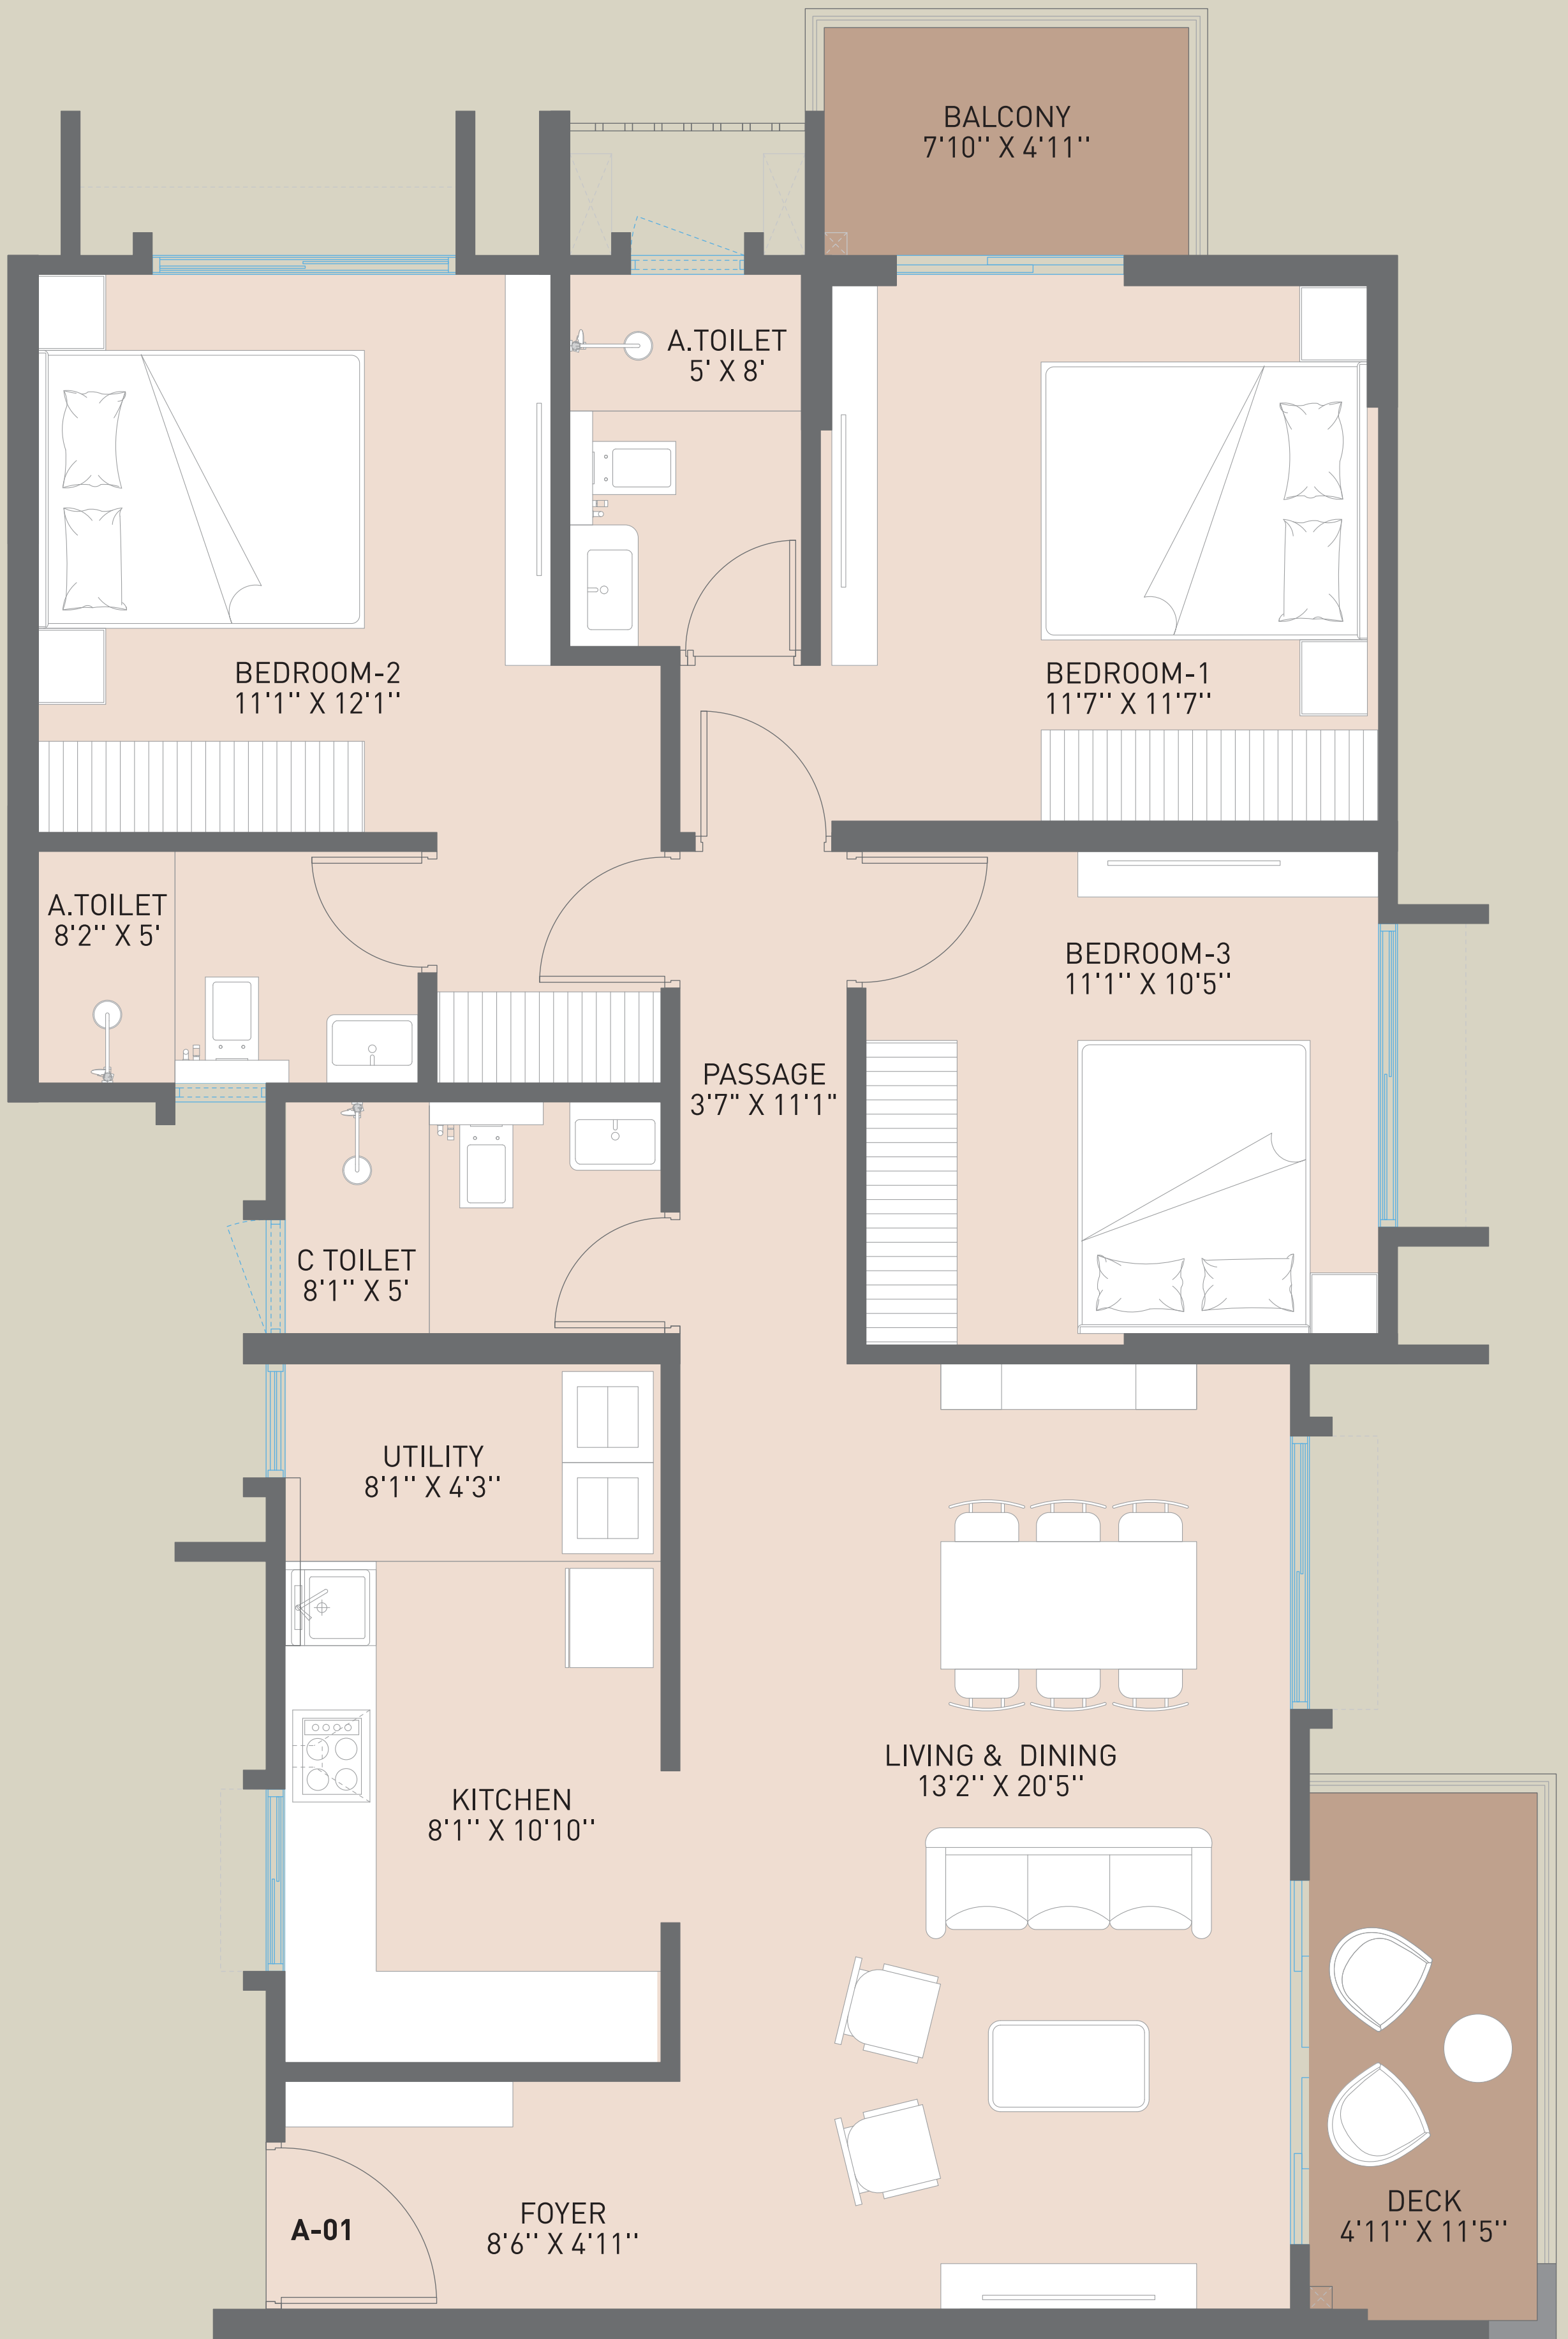 BALCONY
7'10'' X 4'11''
A.TOILET
5' X 8'
BEDROOM-2
11'1'' X 12'1''
BEDROOM-1
11'7'' X 11'7''
A.TOILET
8'2'' X 5'
BEDROOM-3
11'1'' X 10'5''
PASSAGE
3'7" X 11'1"
C TOILET
8'1'' X 5'
UTILITY
8'1'' X 4'3''
LIVING & DINING
13'2'' X 20'5''
KITCHEN
8'1'' X 10'10''
DECK
4'11'' X 11'5''
FOYER
8'6'' X 4'11''
A-01